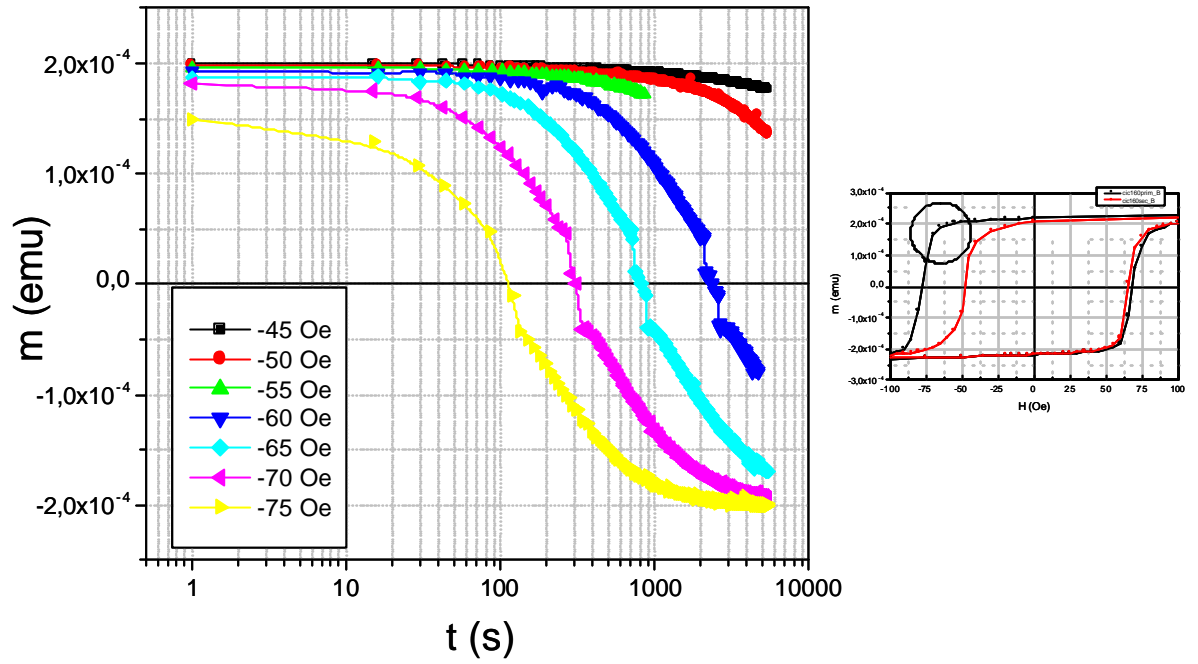 2,0x10⁻⁴
1,0x10⁻⁴
0,0
-1,0x10⁻⁴
-2,0x10⁻⁴
m (emu)
-45 Oe
-50 Oe
-55 Oe
-60 Oe
-65 Oe
-70 Oe
-75 Oe
1 10 100 1000 10000
t (s)
cic160prim_B
cic160sec_B
3,0x10⁻⁴
2,0x10⁻⁴
1,0x10⁻⁴
0,0
-1,0x10⁻⁴
-2,0x10⁻⁴
-3,0x10⁻⁴
m (emu)
-100 -75 -50 -25 0 25 50 75 100
H (Oe)